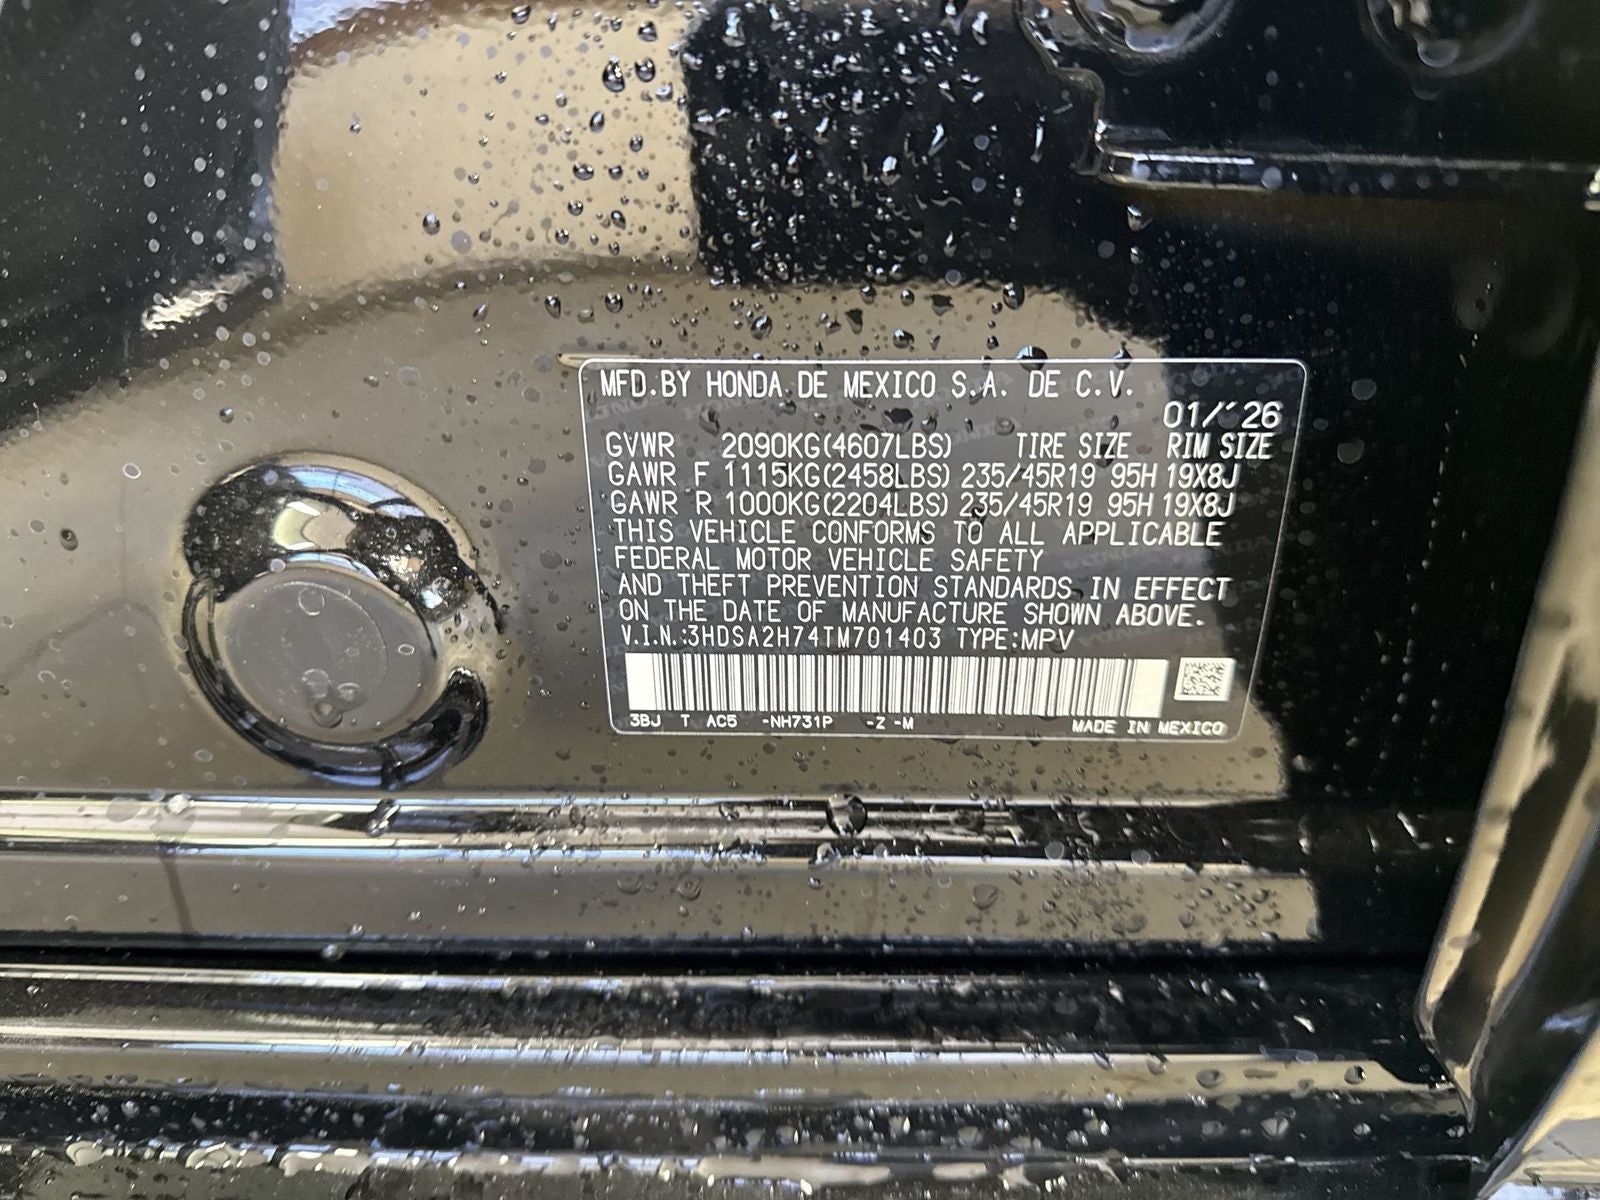 MFD.BY HONDA DE MEXICO S.A. DE C.V.
01/'26
GVWR 2090KG(4607LBS) TIRE SIZE RIM SIZE
GAWR F 1115KG(2458LBS) 235/45R19 95H 19X8J
GAWR R 1000KG(2204LBS) 235/45R19 95H 19X8J
THIS VEHICLE CONFORMS TO ALL APPLICABLE
FEDERAL MOTOR VEHICLE SAFETY
AND THEFT PREVENTION STANDARDS IN EFFECT
ON THE DATE OF MANUFACTURE SHOWN ABOVE.
V.I.N.:3HDSA2H74TM701403 TYPE:MPV
3BJ T AC5 -NH731P -Z -M MADE IN MEXICO